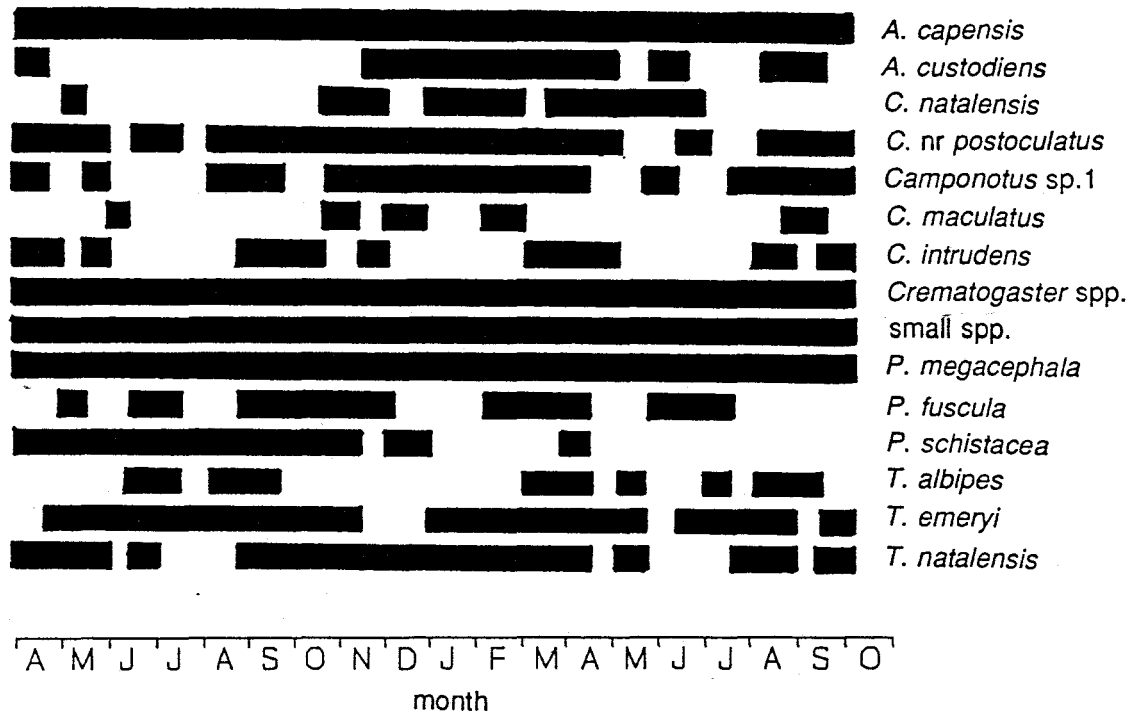 A. capensis
A. custodiens
C. natalensis
C. nr postoculatus
Camponotus sp.1
C. maculatus
C. intrudens
Crematogaster spp.
small spp.
P. megacephala
P. fuscula
P. schistacea
T. albipes
T. emeryi
T. natalensis
A M J J A S O N D J F M A M J J A S O
month